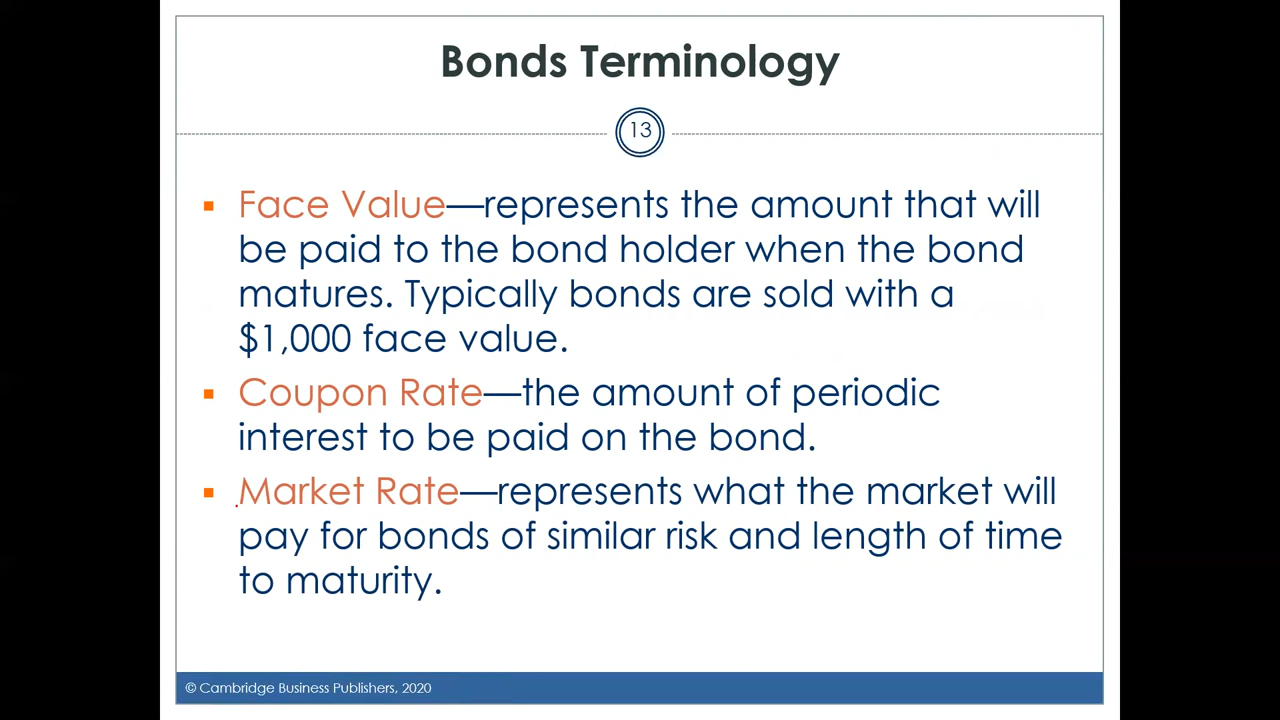 Bonds Terminology
13
▪ Face Value—represents the amount that will
be paid to the bond holder when the bond
matures. Typically bonds are sold with a
$1,000 face value.
▪ Coupon Rate—the amount of periodic
interest to be paid on the bond.
▪ Market Rate—represents what the market will
pay for bonds of similar risk and length of time
to maturity.
© Cambridge Business Publishers, 2020